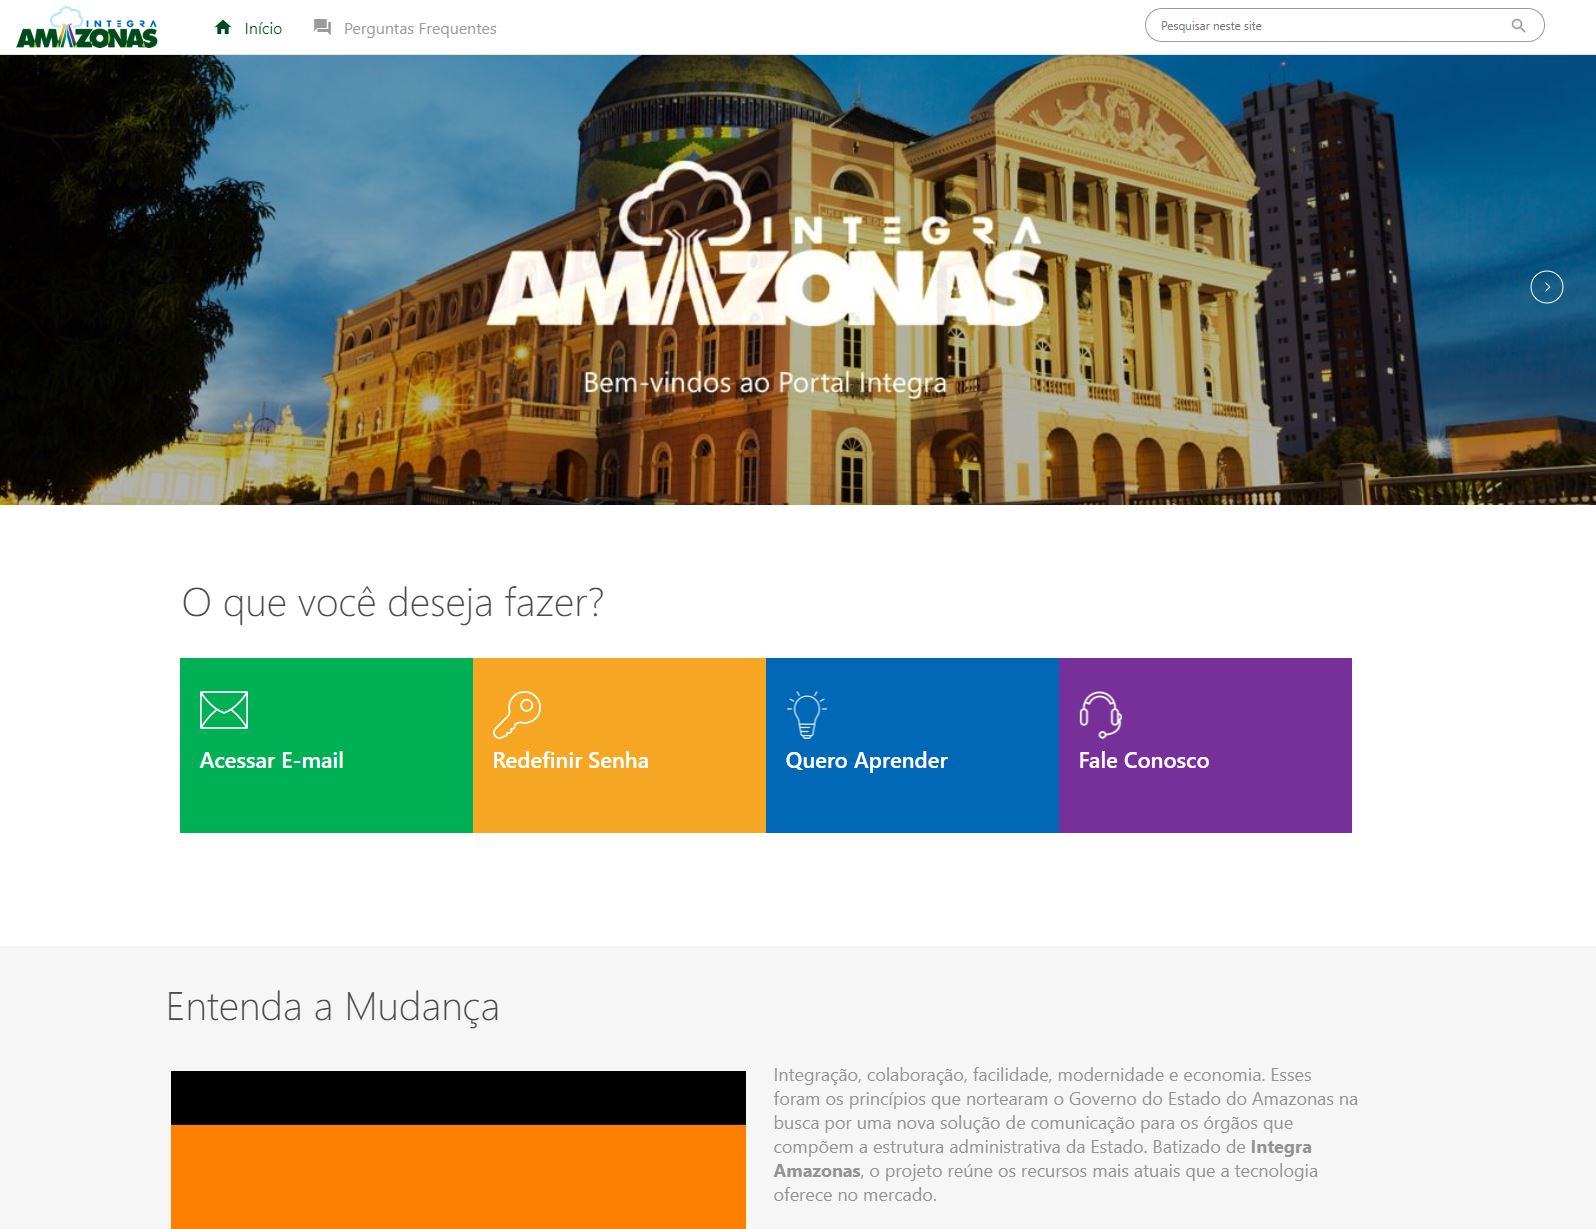 INTEGRA
AMAZONAS
Início
Perguntas Frequentes
Pesquisar neste site
INTEGRA
AMAZONAS
Bem-vindos ao Portal Integra
O que você deseja fazer?
Acessar E-mail
Redefinir Senha
Quero Aprender
Fale Conosco
Entenda a Mudança
Integração, colaboração, facilidade, modernidade e economia. Esses
foram os princípios que nortearam o Governo do Estado do Amazonas na
busca por uma nova solução de comunicação para os órgãos que
compõem a estrutura administrativa da Estado. Batizado de Integra
Amazonas, o projeto reúne os recursos mais atuais que a tecnologia
oferece no mercado.